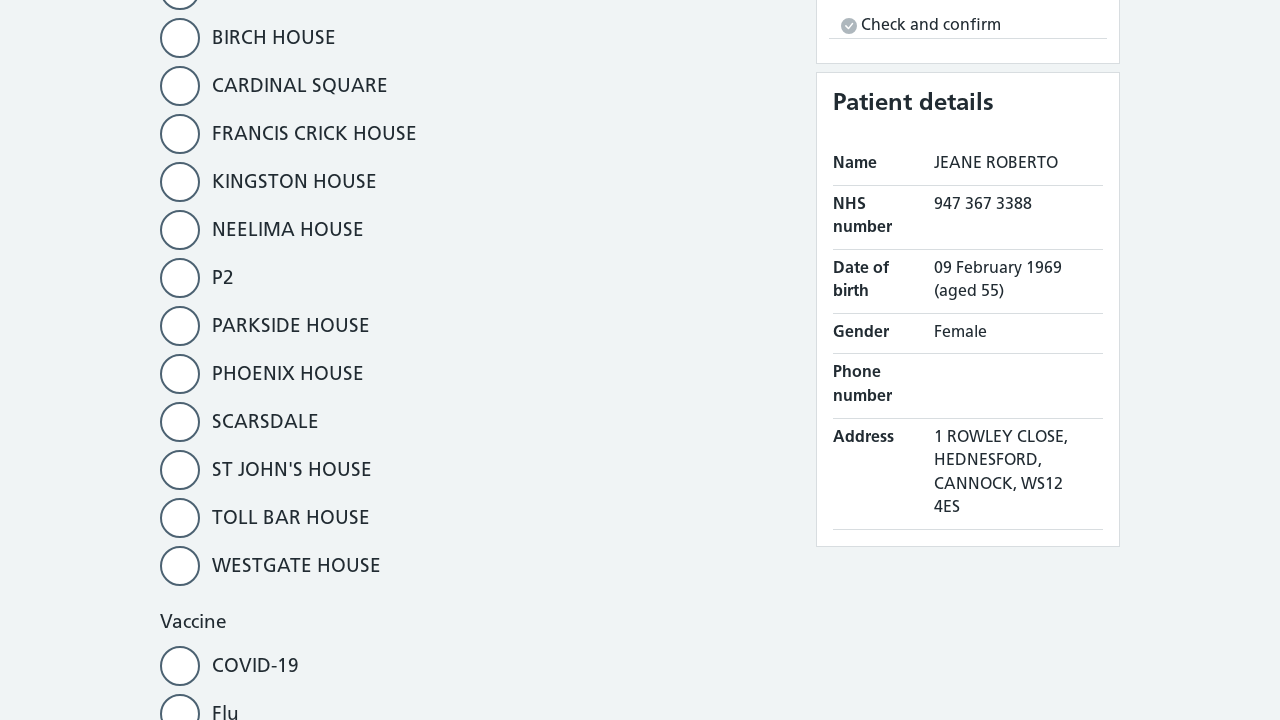 BIRCH HOUSE
CARDINAL SQUARE
FRANCIS CRICK HOUSE
KINGSTON HOUSE
NEELIMA HOUSE
P2
PARKSIDE HOUSE
PHOENIX HOUSE
SCARSDALE
ST JOHN'S HOUSE
TOLL BAR HOUSE
WESTGATE HOUSE
Vaccine
COVID-19
Flu
Check and confirm
Patient details
Name JEANE ROBERTO
NHS number 947 367 3388
Date of birth 09 February 1969
(aged 55)
Gender Female
Phone number
Address 1 ROWLEY CLOSE,
HEDNESFORD,
CANNOCK, WS12
4ES